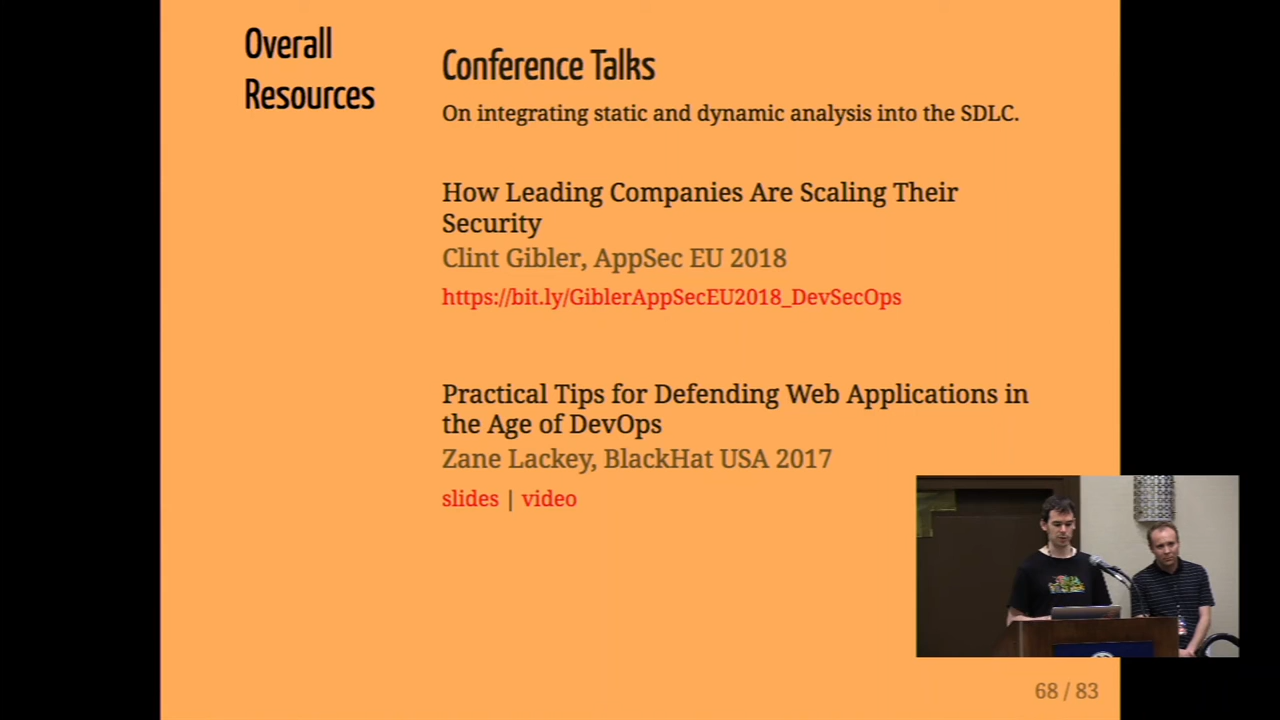 Overall
Resources
Conference Talks
On integrating static and dynamic analysis into the SDLC.
How Leading Companies Are Scaling Their
Security
Clint Gibler, AppSec EU 2018
https://bit.ly/GiblerAppSecEU2018_DevSecOps
Practical Tips for Defending Web Applications in
the Age of DevOps
Zane Lackey, BlackHat USA 2017
slides | video
68 / 83